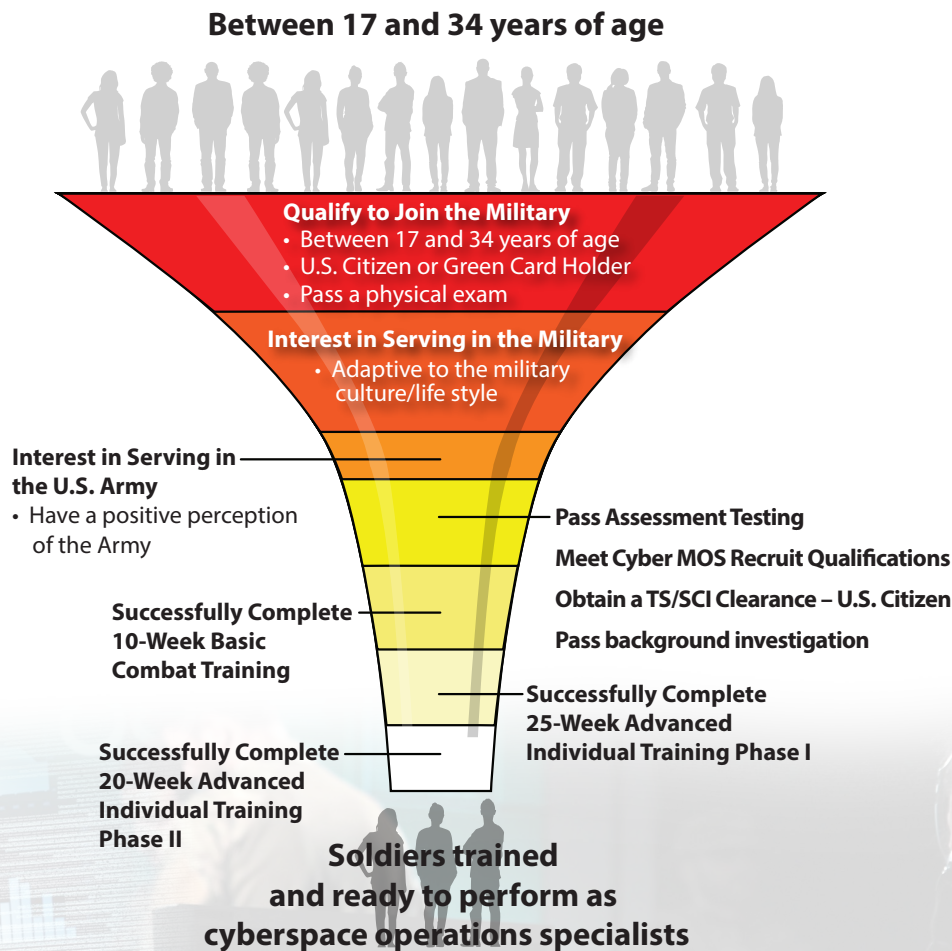 Between 17 and 34 years of age
Qualify to Join the Military
• Between 17 and 34 years of age
• U.S. Citizen or Green Card Holder
• Pass a physical exam
Interest in Serving in the Military
• Adaptive to the military
culture/life style
Interest in Serving in
the U.S. Army
• Have a positive perception
of the Army
Pass Assessment Testing
Meet Cyber MOS Recruit Qualifications
Obtain a TS/SCI Clearance – U.S. Citizen
Pass background investigation
Successfully Complete
10-Week Basic
Combat Training
Successfully Complete
25-Week Advanced
Individual Training Phase I
Successfully Complete
20-Week Advanced
Individual Training
Phase II
Soldiers trained
and ready to perform as
cyberspace operations specialists